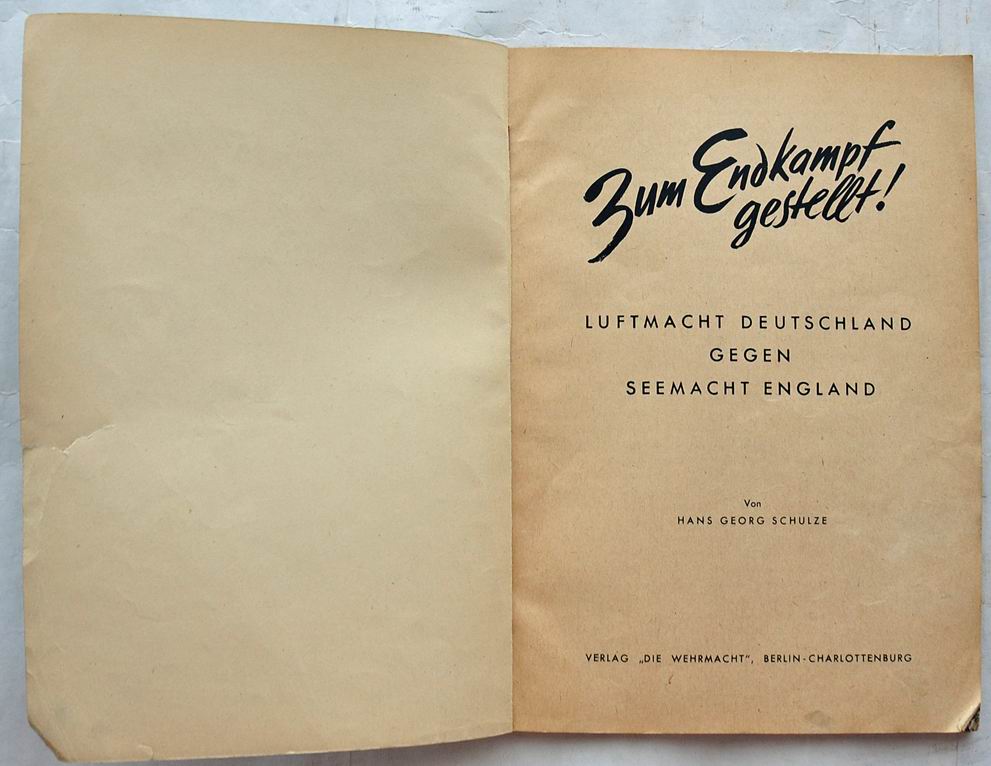 Zum Endkampf
gestellt!
LUFTMACHT DEUTSCHLAND
GEGEN
SEEMACHT ENGLAND
Von
HANS GEORG SCHULZE
VERLAG „DIE WEHRMACHT“, BERLIN-CHARLOTTENBURG